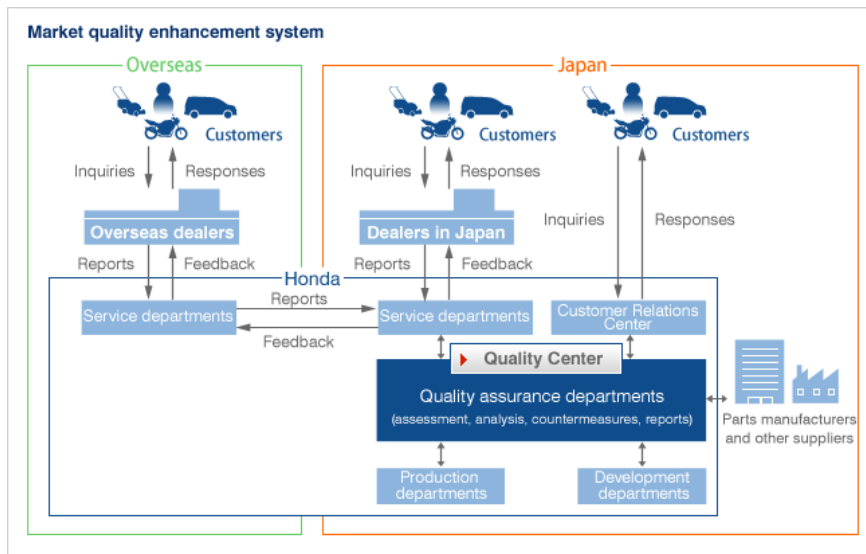 Market quality enhancement system
Overseas
Japan
Customers
Customers
Customers
Inquiries
Responses
Inquiries
Responses
Inquiries
Responses
Overseas dealers
Dealers in Japan
Reports
Feedback
Reports
Feedback
Honda
Service departments
Reports
Feedback
Service departments
Customer Relations
Center
Quality Center
Quality assurance departments
(assessment, analysis, countermeasures, reports)
Parts manufacturers
and other suppliers
Production
departments
Development
departments